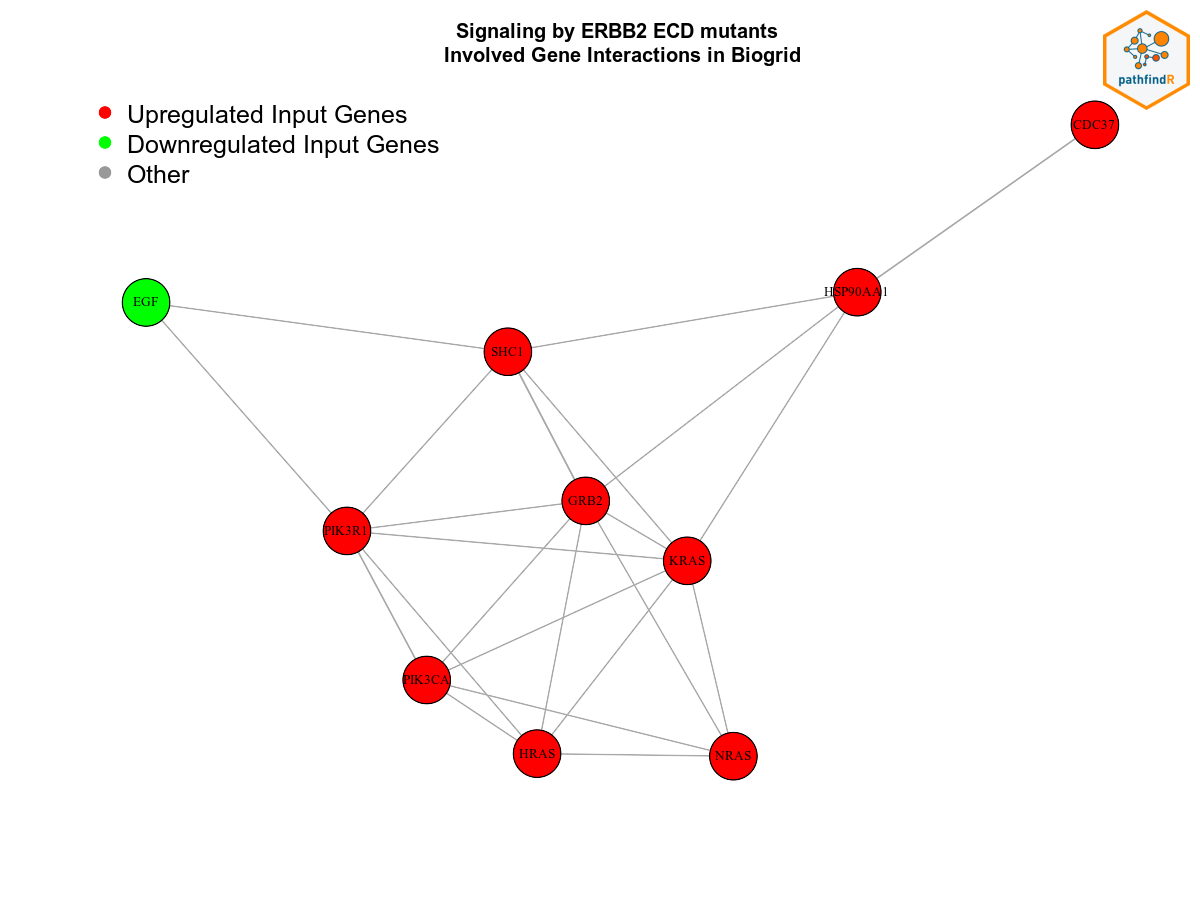 Signaling by ERBB2 ECD mutants
Involved Gene Interactions in Biogrid
pathfindR
Upregulated Input Genes
Downregulated Input Genes
Other
CDC37
HSP90AA1
EGF
SHC1
GRB2
PIK3R1
KRAS
PIK3CA
HRAS
NRAS